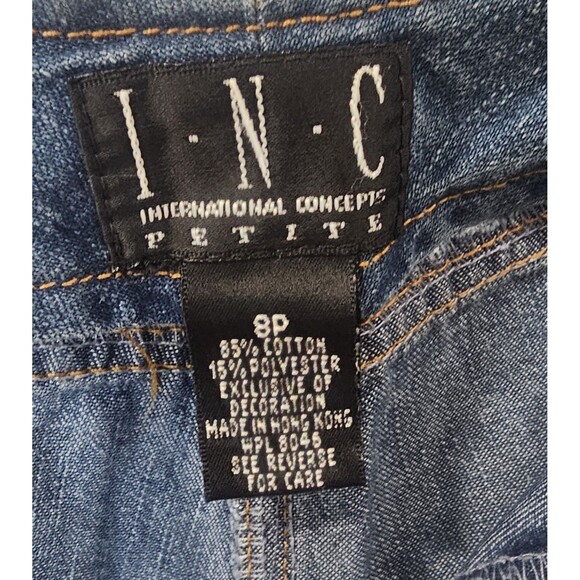 I · N · C
INTERNATIONAL CONCEPTS
PETITE
8P
85% COTTON
15% POLYESTER
EXCLUSIVE OF
DECORATION
MADE IN HONG KONG
WPL 8046
SEE REVERSE
FOR CARE